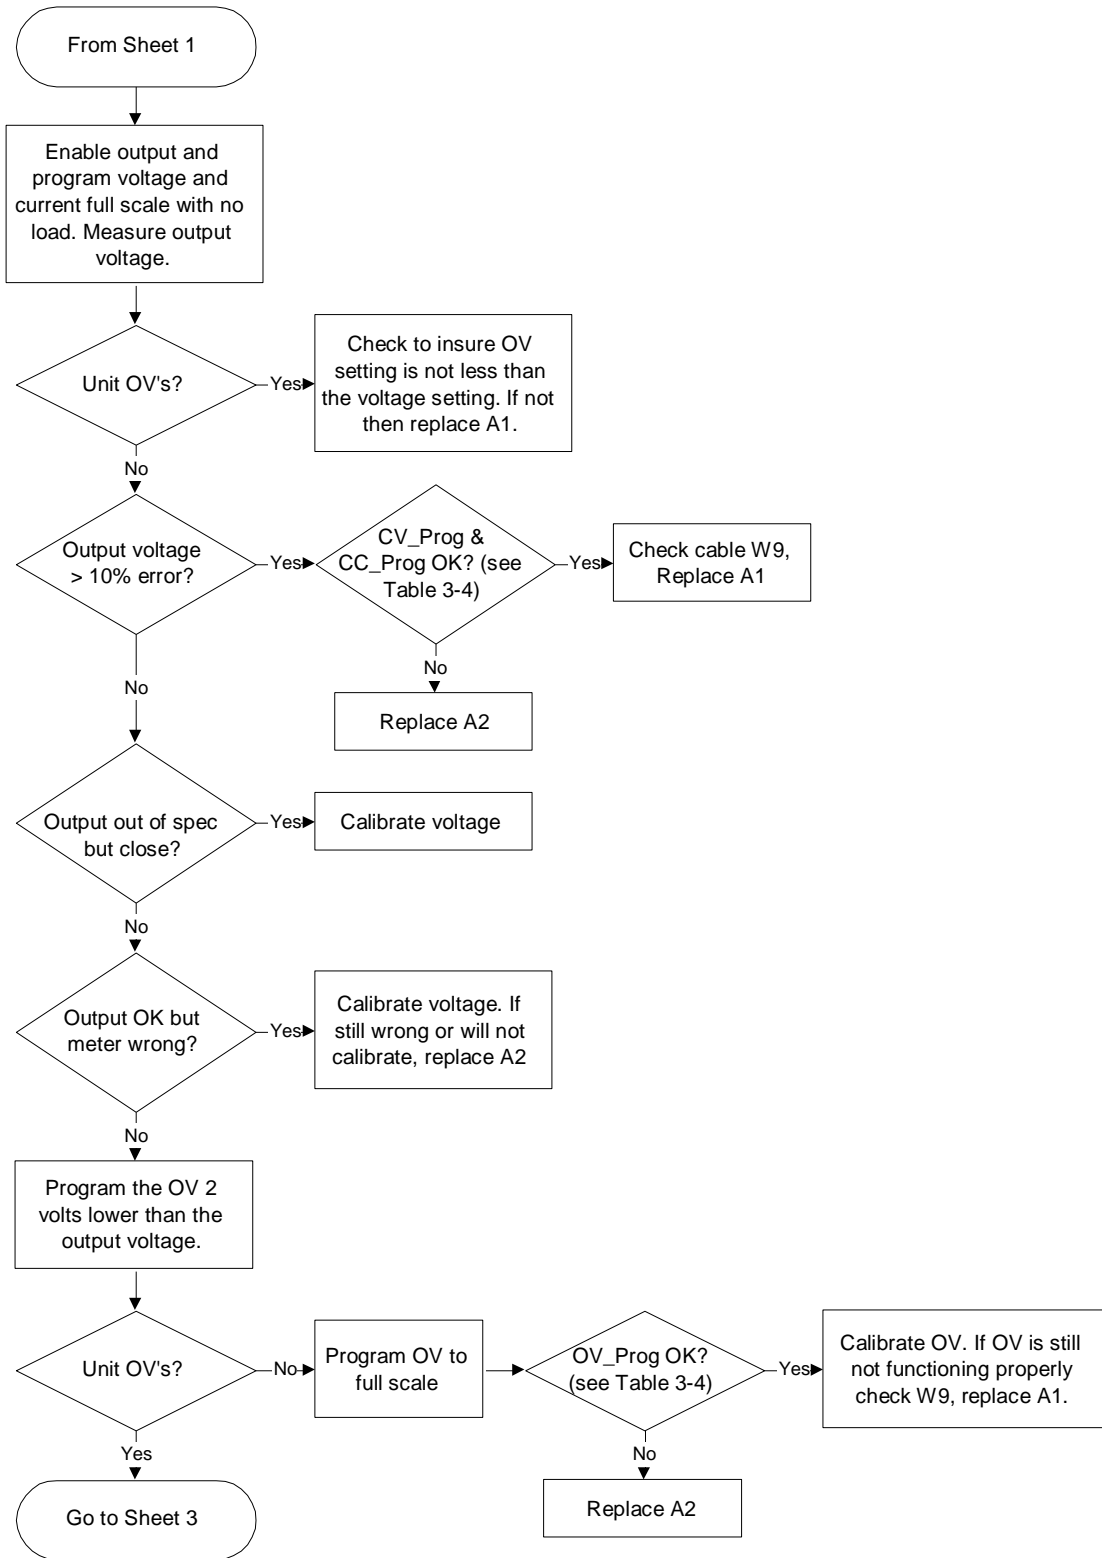 From Sheet 1
Enable output and
program voltage and
current full scale with no
load. Measure output
voltage.
Unit OV's?
Yes
Check to insure OV
setting is not less than
the voltage setting. If not
then replace A1.
No
Output voltage
> 10% error?
Yes
CV_Prog &
CC_Prog OK? (see
Table 3-4)
Yes
Check cable W9,
Replace A1
No
Replace A2
No
Output out of spec
but close?
Yes
Calibrate voltage
No
Output OK but
meter wrong?
Yes
Calibrate voltage. If
still wrong or will not
calibrate, replace A2
No
Program the OV 2
volts lower than the
output voltage.
Unit OV's?
No
Program OV to
full scale
OV_Prog OK?
(see Table 3-4)
Yes
Calibrate OV. If OV is still
not functioning properly
check W9, replace A1.
No
Replace A2
Yes
Go to Sheet 3